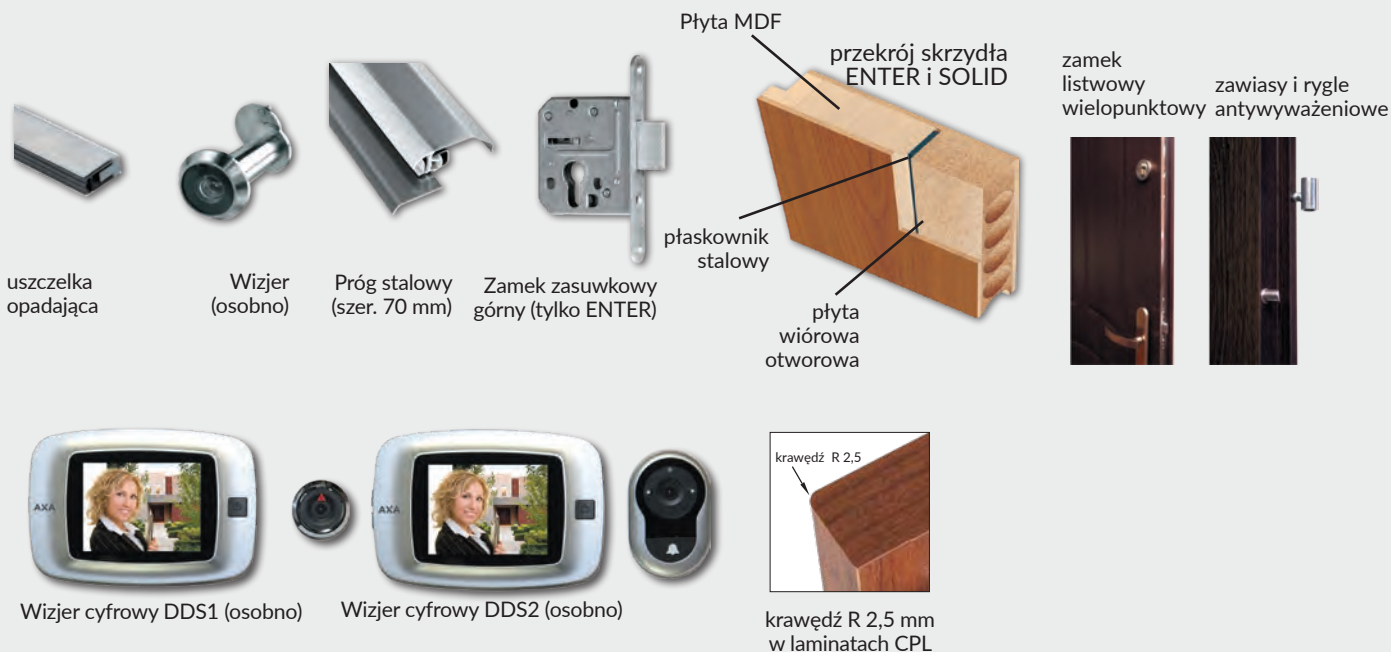 Płyta MDF
przekrój skrzydła
ENTER i SOLID
zamek
listwowy
wielopunktowy
zawiasy i rygle
antywyważeniowe
płaskownik
stalowy
płyta
wiórowa
otworowa
uszczelka
opadająca
Wizjer
(osobno)
Próg stalowy
(szer. 70 mm)
Zamek zasuwkowy
górny (tylko ENTER)
AXA
AXA
krawędź R 2,5
Wizjer cyfrowy DDS1 (osobno)
Wizjer cyfrowy DDS2 (osobno)
krawędź R 2,5 mm
w laminatach CPL